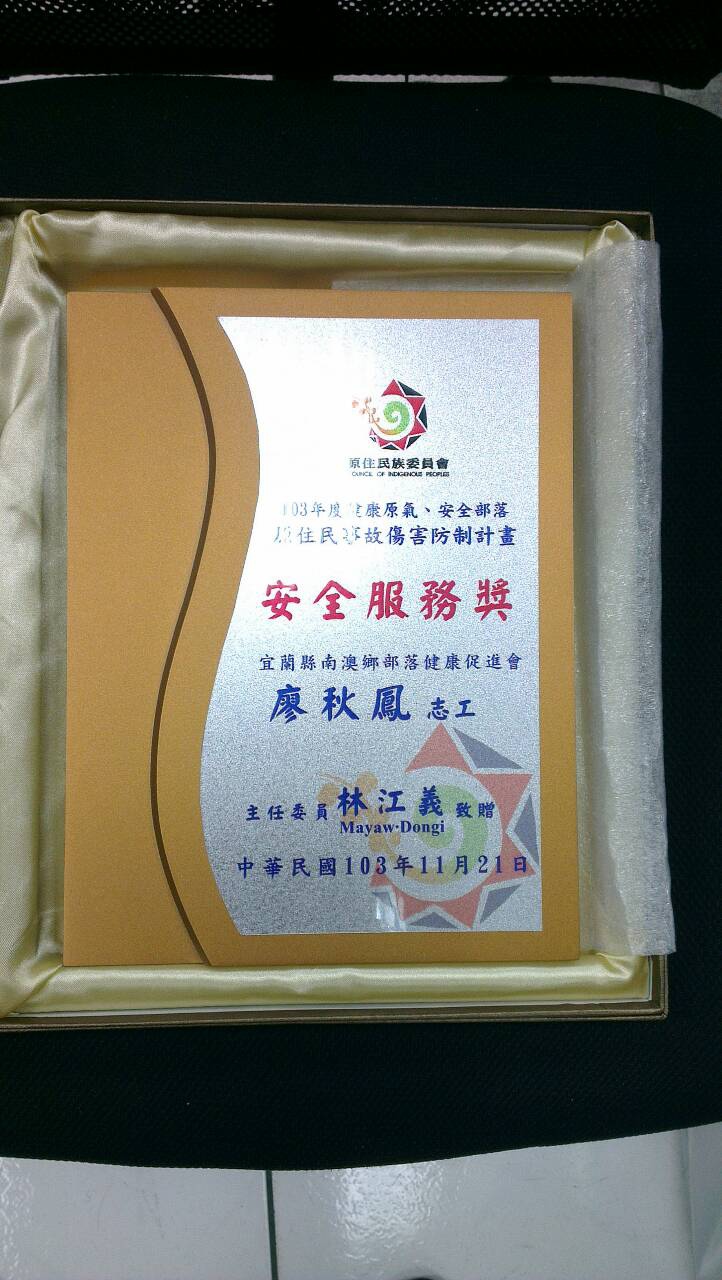 原住民族委員會
COUNCIL OF INDIGENOUS PEOPLES
103年度健康原氣、安全部落
原住民事故傷害防制計畫
安全服務獎
宜蘭縣南澳鄉部落健康促進會
廖秋鳳 志工
主任委員 林江義 致贈
Mayaw·Dongi
中華民國103年11月21日